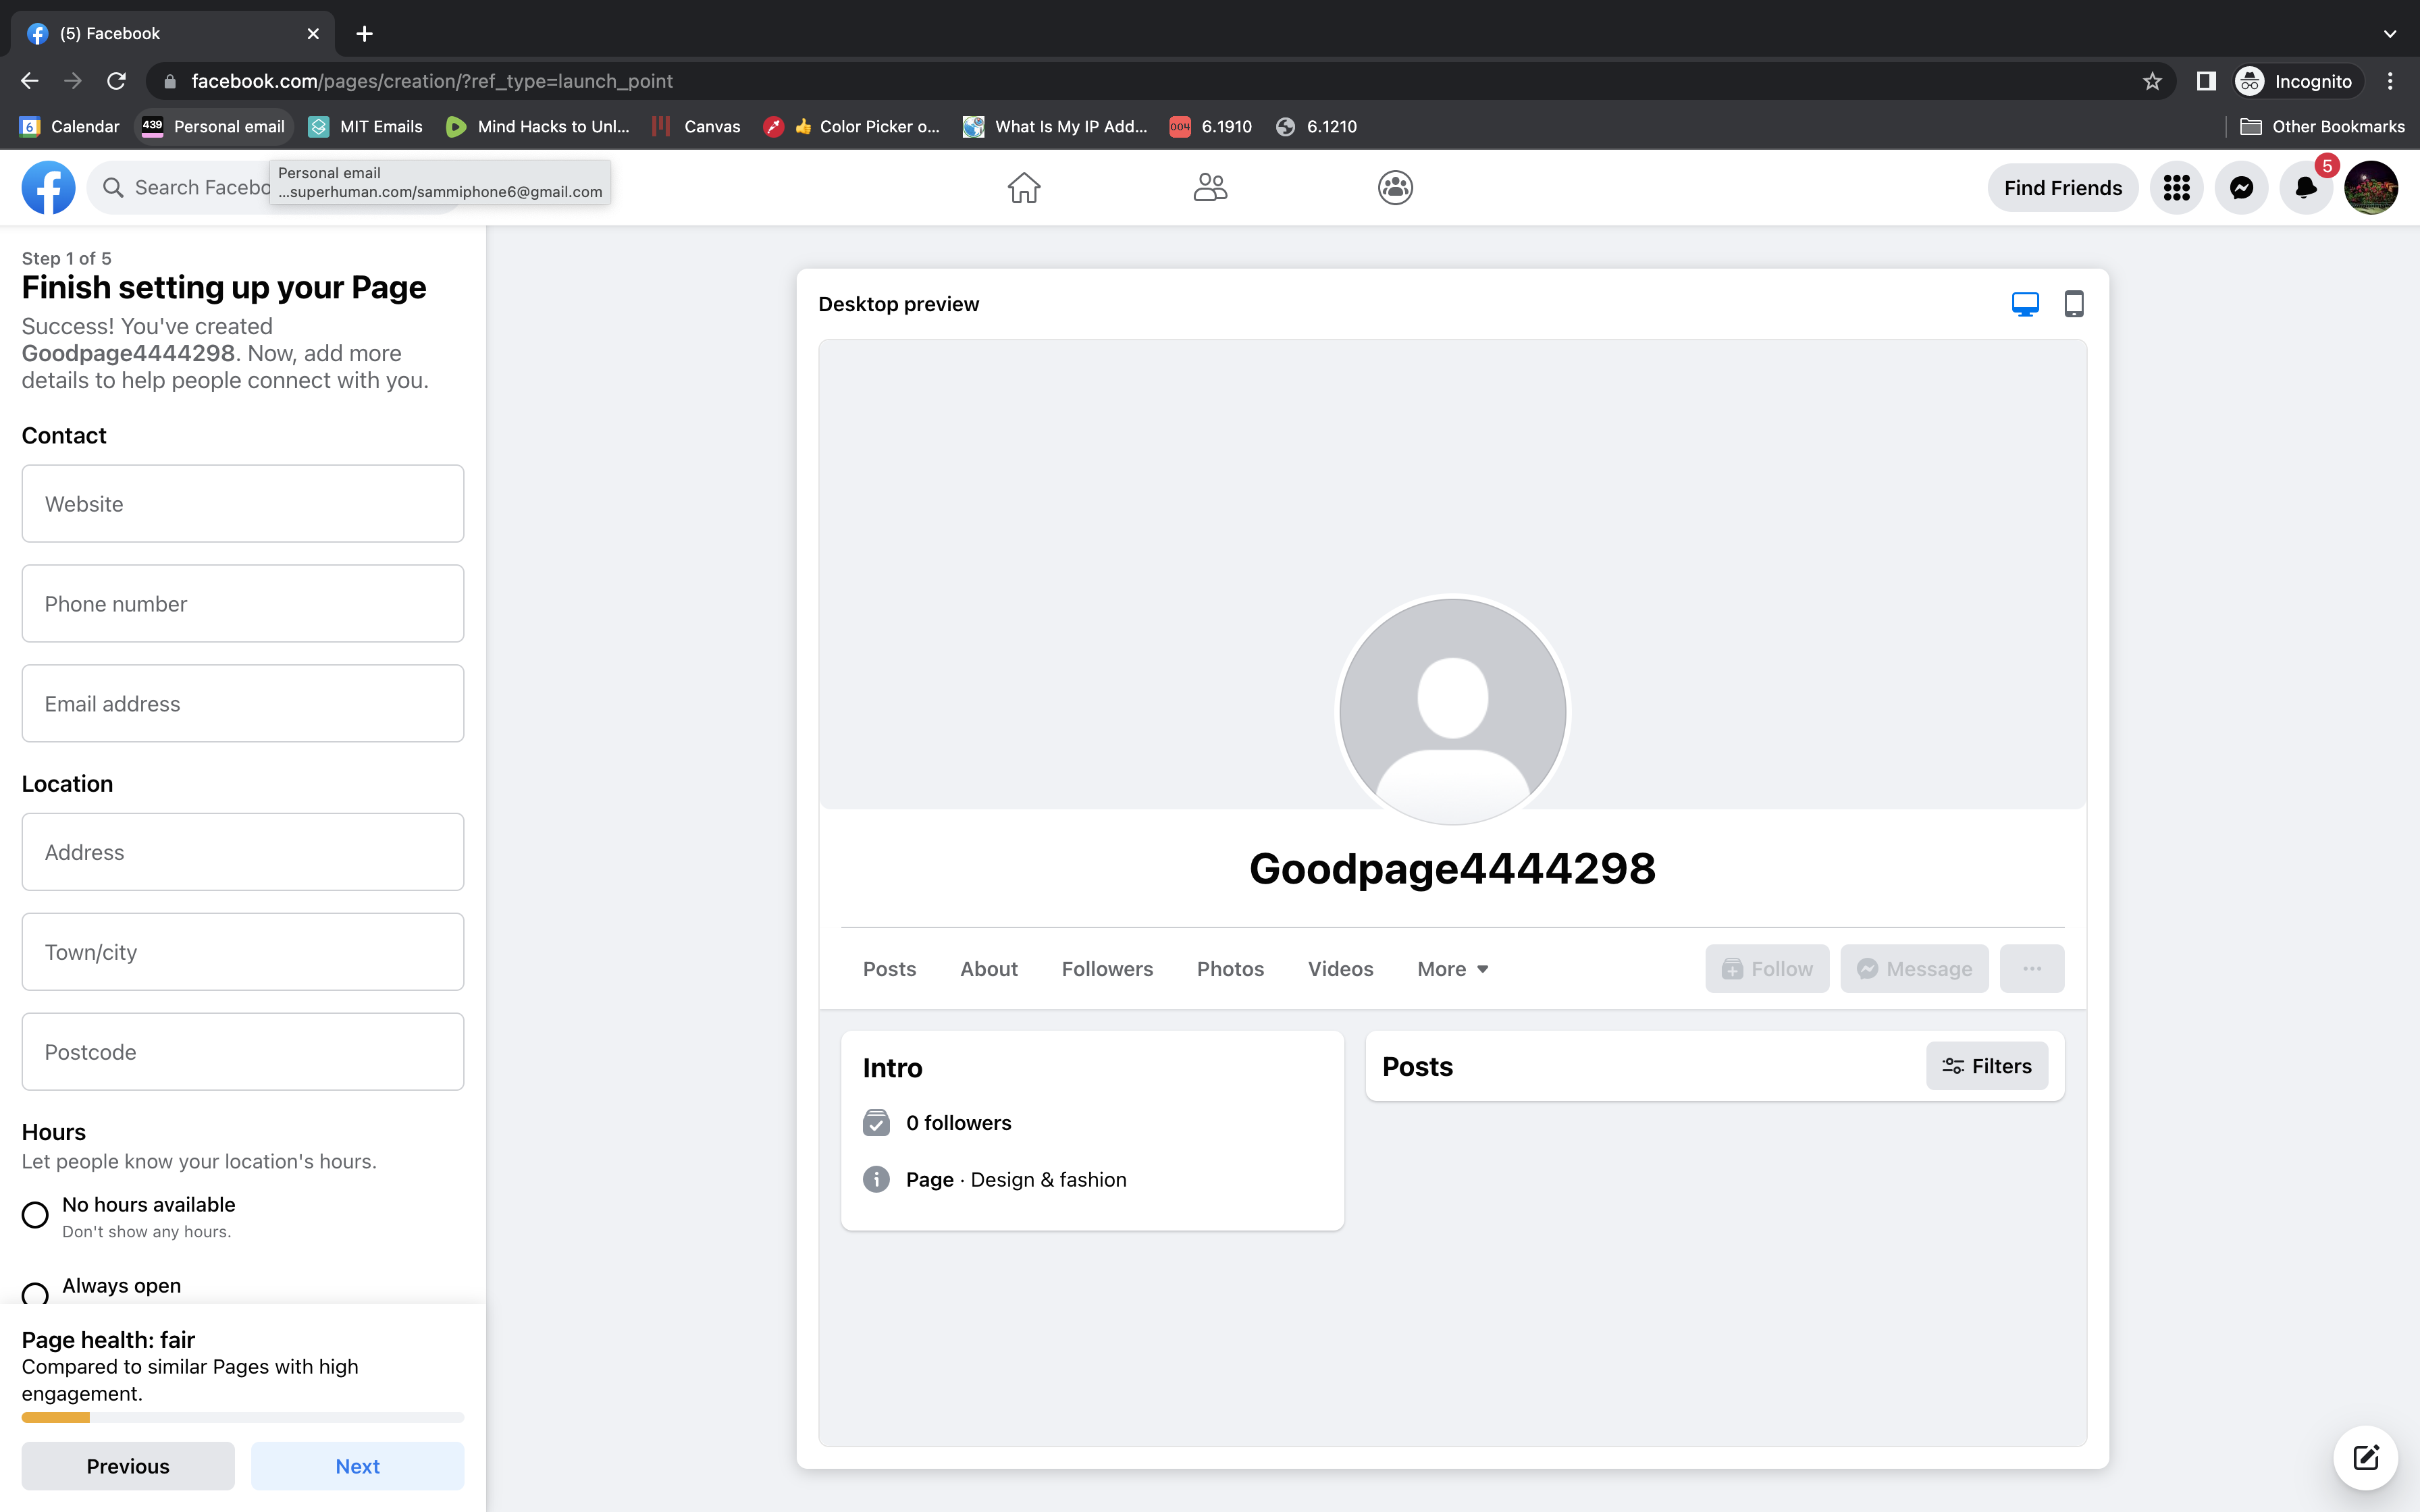 (5) Facebook
facebook.com/pages/creation/?ref_type=launch_point
Incognito
6 Calendar
439 Personal email
MIT Emails
Mind Hacks to Unl...
Canvas
👍 Color Picker o...
What Is My IP Add...
004 6.1910
6.1210
Other Bookmarks
Search Facebo
Personal email
...superhuman.com/sammiphone6@gmail.com
Find Friends
5
Step 1 of 5
Finish setting up your Page
Success! You've created
Goodpage4444298. Now, add more
details to help people connect with you.
Contact
Website
Phone number
Email address
Location
Address
Town/city
Postcode
Hours
Let people know your location's hours.
No hours available
Don't show any hours.
Always open
Page health: fair
Compared to similar Pages with high
engagement.
Previous
Next
Desktop preview
Goodpage4444298
Posts
About
Followers
Photos
Videos
More
Follow
Message
Intro
0 followers
Page · Design & fashion
Posts
Filters